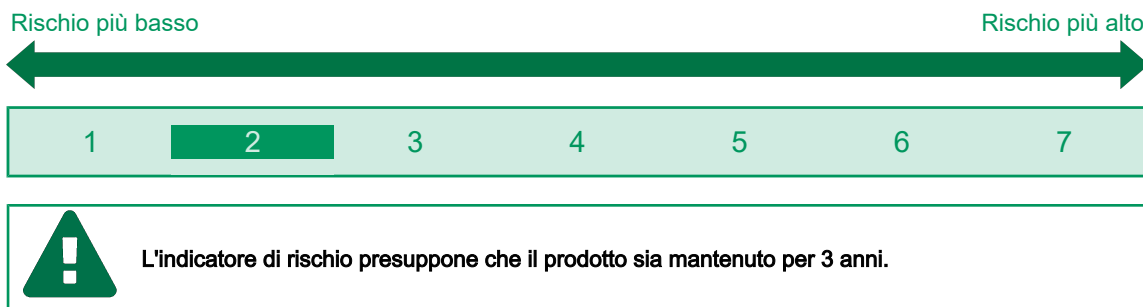 Rischio più basso Rischio più alto
1 2 3 4 5 6 7
L'indicatore di rischio presuppone che il prodotto sia mantenuto per 3 anni.